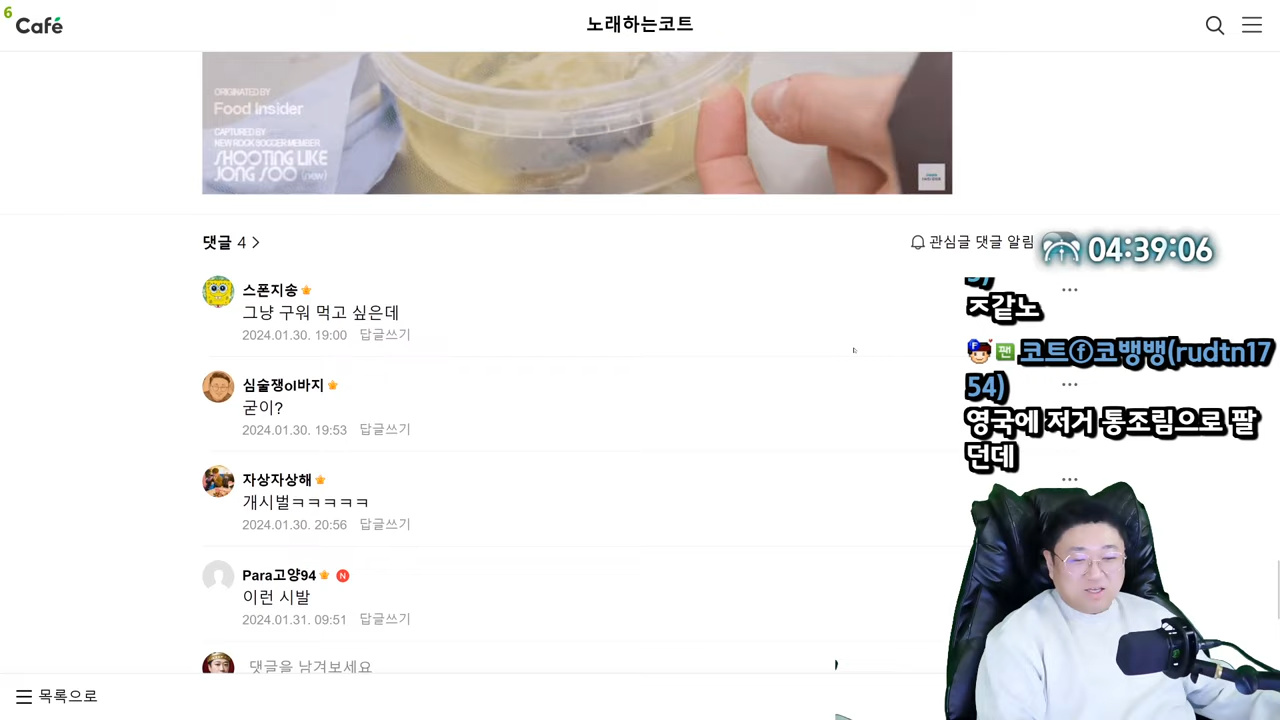 6
Café
노래하는코트
ORIGINATED BY
Food Insider
CAPTURED BY
NEW ROCK SOCCER MEMBER
SHOOTING LIKE
JONG SOO (new)
댓글 4
관심글 댓글 알림
04:39:06
스폰지송
그냥 구워 먹고 싶은데
2024.01.30. 19:00 답글쓰기
ㅈ같노
심술쟁이바지
굳이?
2024.01.30. 19:53 답글쓰기
팬 코트ⓕ코뱅뱅(rudtn17
54)
영국에 저거 통조림으로 팔
던데
자상자상해
개시벌ㅋㅋㅋㅋㅋ
2024.01.30. 20:56 답글쓰기
Para고양94 N
이런 시발
2024.01.31. 09:51 답글쓰기
댓글을 남겨보세요
목록으로